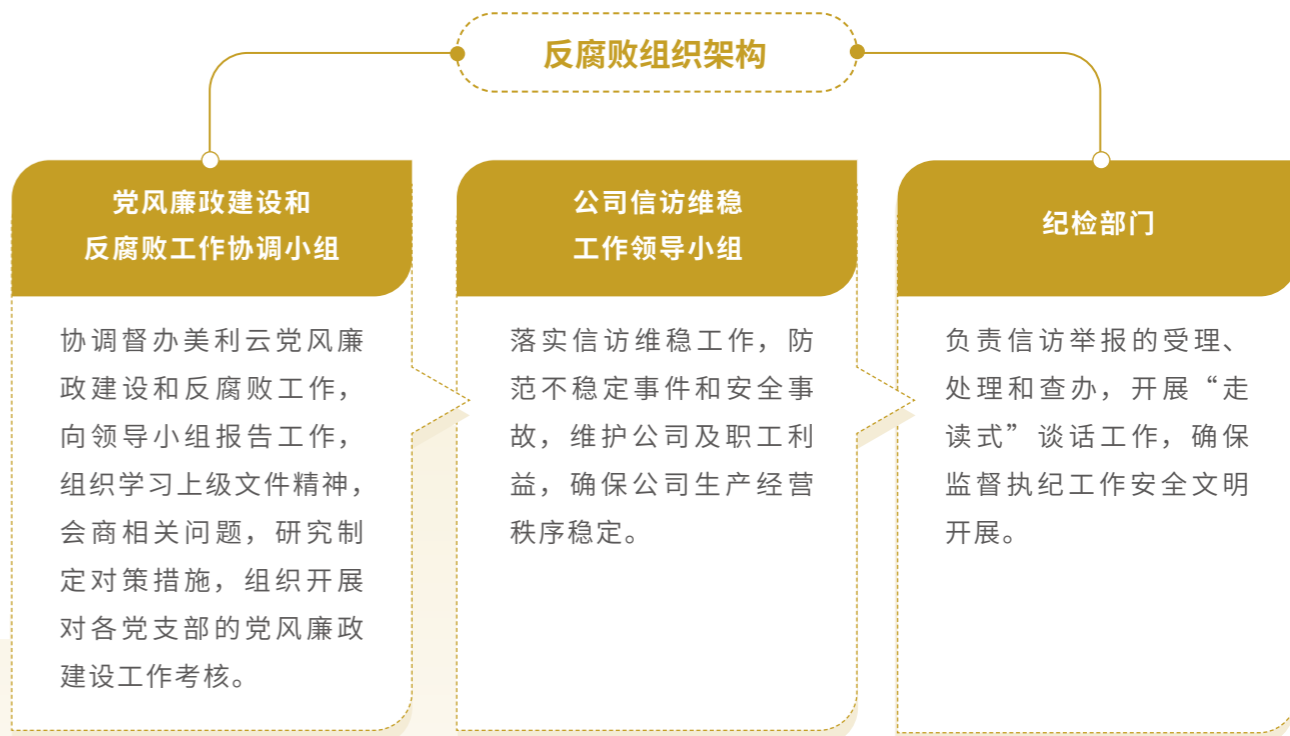 反腐败组织架构
党风廉政建设和
反腐败工作协调小组
协调督办美利云党风廉
政建设和反腐败工作，
向领导小组报告工作，
组织学习上级文件精神，
会商相关问题，研究制
定对策措施，组织开展
对各党支部的党风廉政
建设工作考核。
公司信访维稳
工作领导小组
落实信访维稳工作，防
范不稳定事件和安全事
故，维护公司及职工利
益，确保公司生产经营
秩序稳定。
纪检部门
负责信访举报的受理、
处理和查办，开展“走
读式”谈话工作，确保
监督执纪工作安全文明
开展。